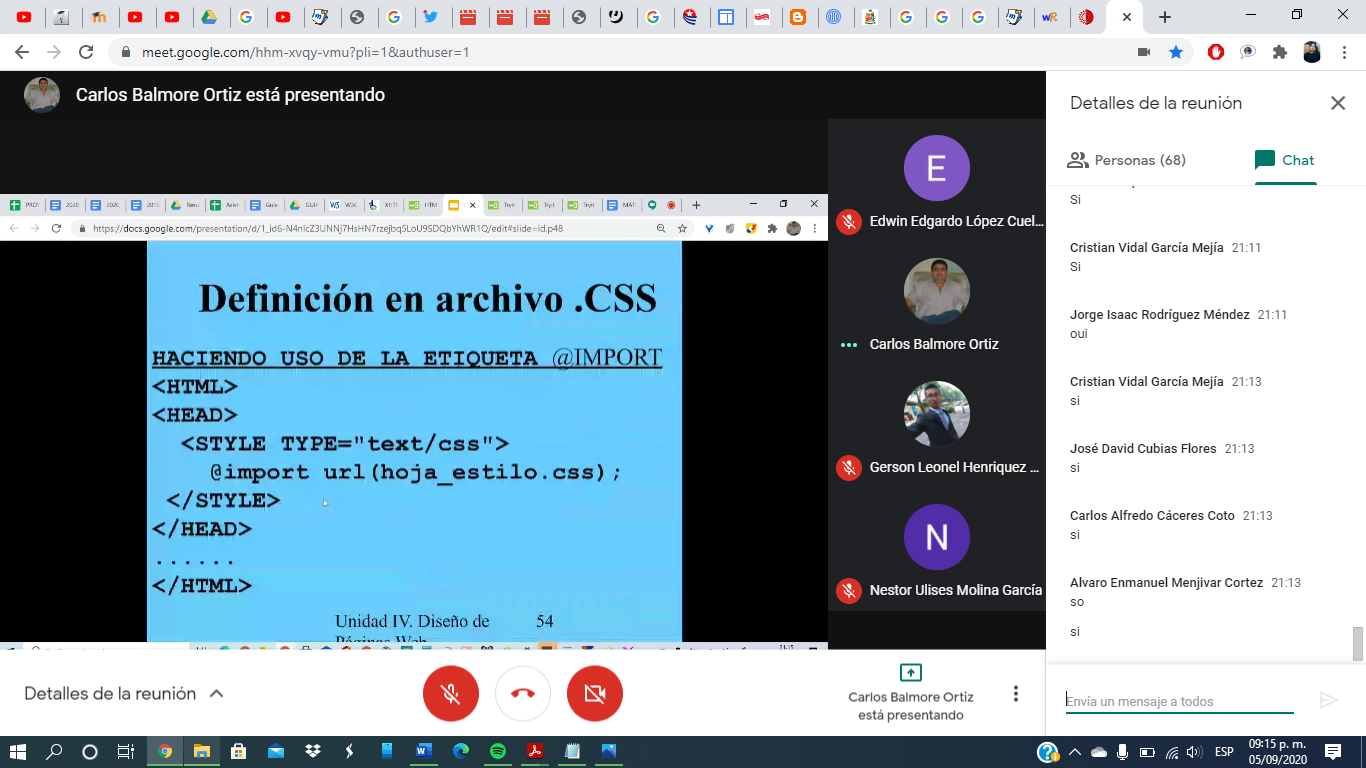 meet.google.com/hhm-xvqy-vmu?pli=1&authuser=1
Carlos Balmore Ortiz está presentando
https://docs.google.com/presentation/d/1_id6-N4nIcZ3UNNj7HsHN7rzejbq5LoU9SDQbYhWR1Q/edit#slide=id.p48
Definición en archivo .CSS
HACIENDO USO DE LA ETIQUETA @IMPORT
<HTML>
<HEAD>
<STYLE TYPE="text/css">
@import url(hoja_estilo.css);
</STYLE>
</HEAD>
......
</HTML>
Unidad IV. Diseño de
Páginas Web
54
E
Edwin Edgardo López Cuel...
Carlos Balmore Ortiz
Gerson Leonel Henriquez ...
N
Nestor Ulises Molina García
Detalles de la reunión
Personas (68)
Chat
Si
Cristian Vidal García Mejía 21:11
Si
Jorge Isaac Rodríguez Méndez 21:11
oui
Cristian Vidal García Mejía 21:13
si
José David Cubias Flores 21:13
si
Carlos Alfredo Cáceres Coto 21:13
si
Alvaro Enmanuel Menjivar Cortez 21:13
so
si
Envía un mensaje a todos
Detalles de la reunión
Carlos Balmore Ortiz
está presentando
ESP
09:15 p. m.
05/09/2020